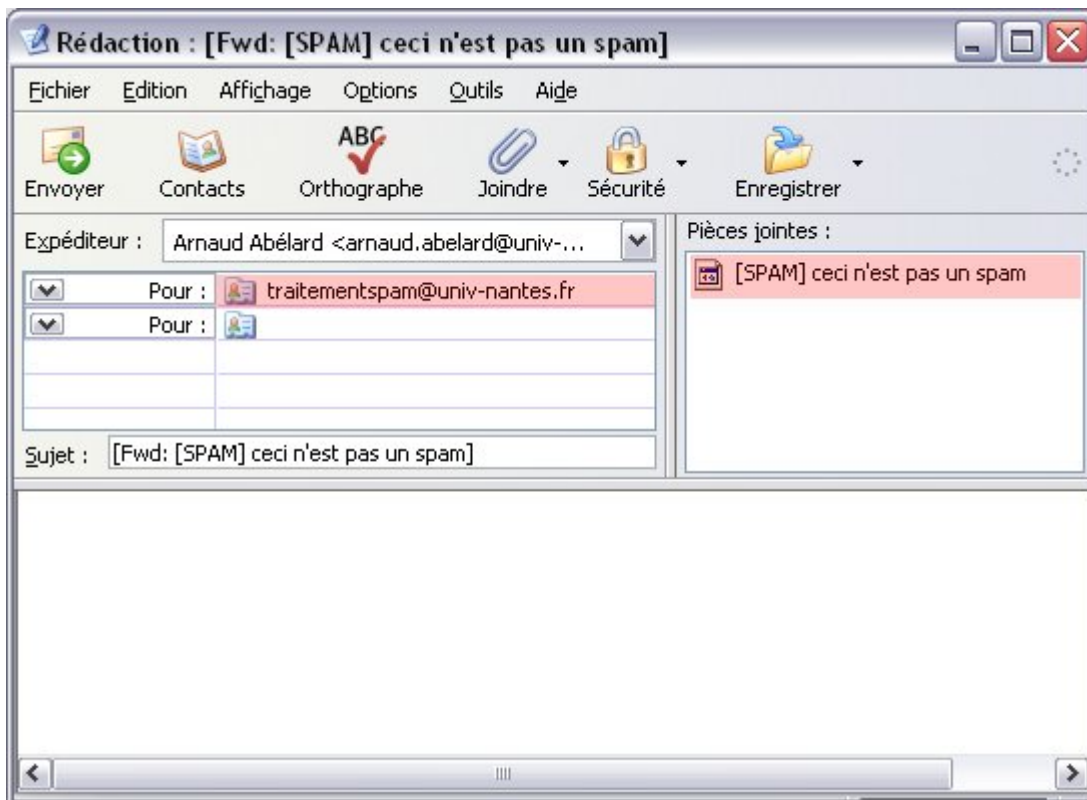 Rédaction : [Fwd: [SPAM] ceci n'est pas un spam]
Fichier Edition Affichage Options Outils Aide
ABC
Envoyer Contacts Orthographe Joindre Sécurité Enregistrer
Expéditeur : Arnaud Abélard <arnaud.abelard@univ-...
Pour : traitementspam@univ-nantes.fr
Pour :
Sujet : [Fwd: [SPAM] ceci n'est pas un spam]
Pièces jointes :
[SPAM] ceci n'est pas un spam